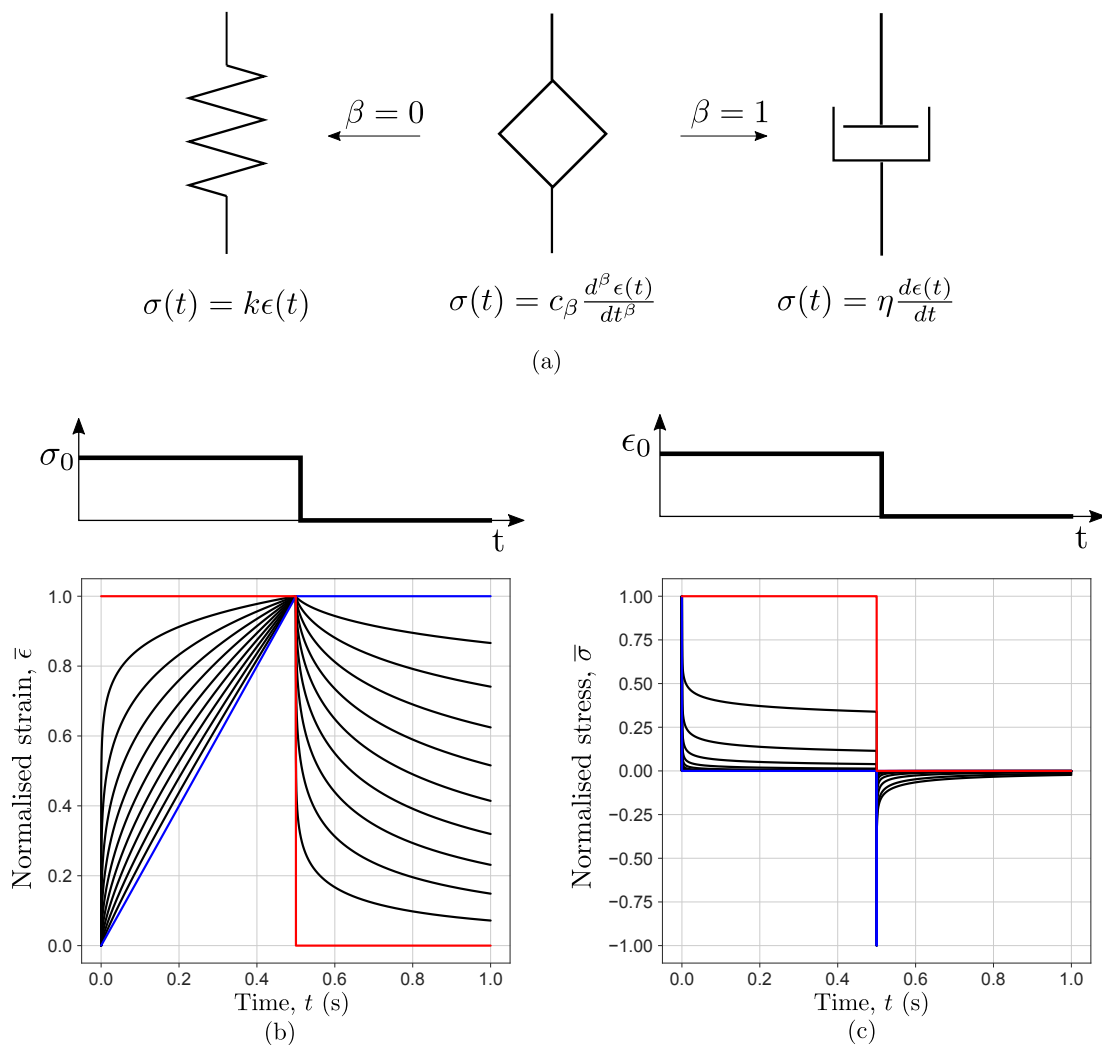 β = 0
β = 1
σ(t) = kϵ(t)
σ(t) = c_β d^β ϵ(t) / dt^β
σ(t) = η dϵ(t) / dt
(a)
σ₀
t
ϵ₀
t
Normalised strain, ϵ̅
1.0
0.8
0.6
0.4
0.2
0.0
0.0 0.2 0.4 0.6 0.8 1.0
Time, t (s)
(b)
Normalised stress, σ̅
1.00
0.75
0.50
0.25
0.00
−0.25
−0.50
−0.75
−1.00
0.0 0.2 0.4 0.6 0.8 1.0
Time, t (s)
(c)